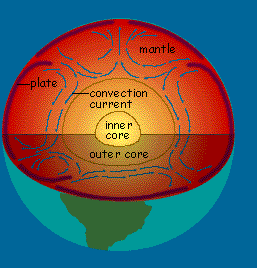 mantle
plate
convection
current
inner
core
outer core